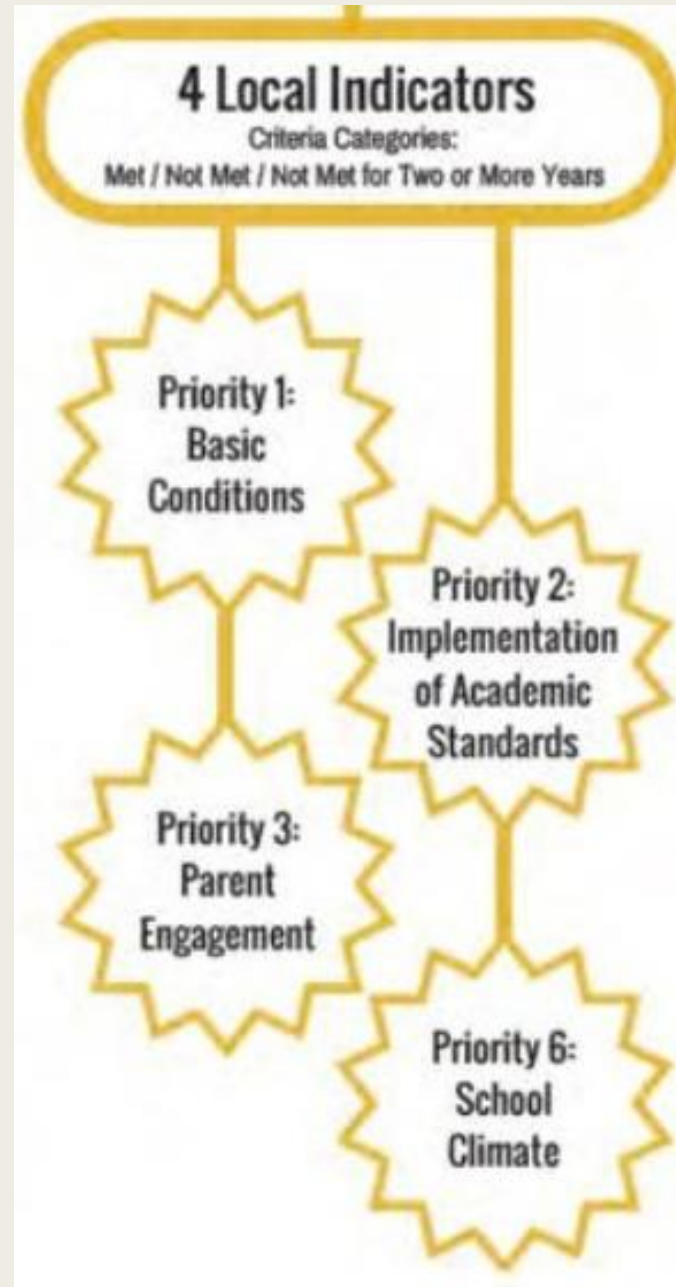 4 Local Indicators
Criteria Categories:
Met / Not Met / Not Met for Two or More Years
Priority 1:
Basic
Conditions
Priority 2:
Implementation
of Academic
Standards
Priority 3:
Parent
Engagement
Priority 6:
School
Climate